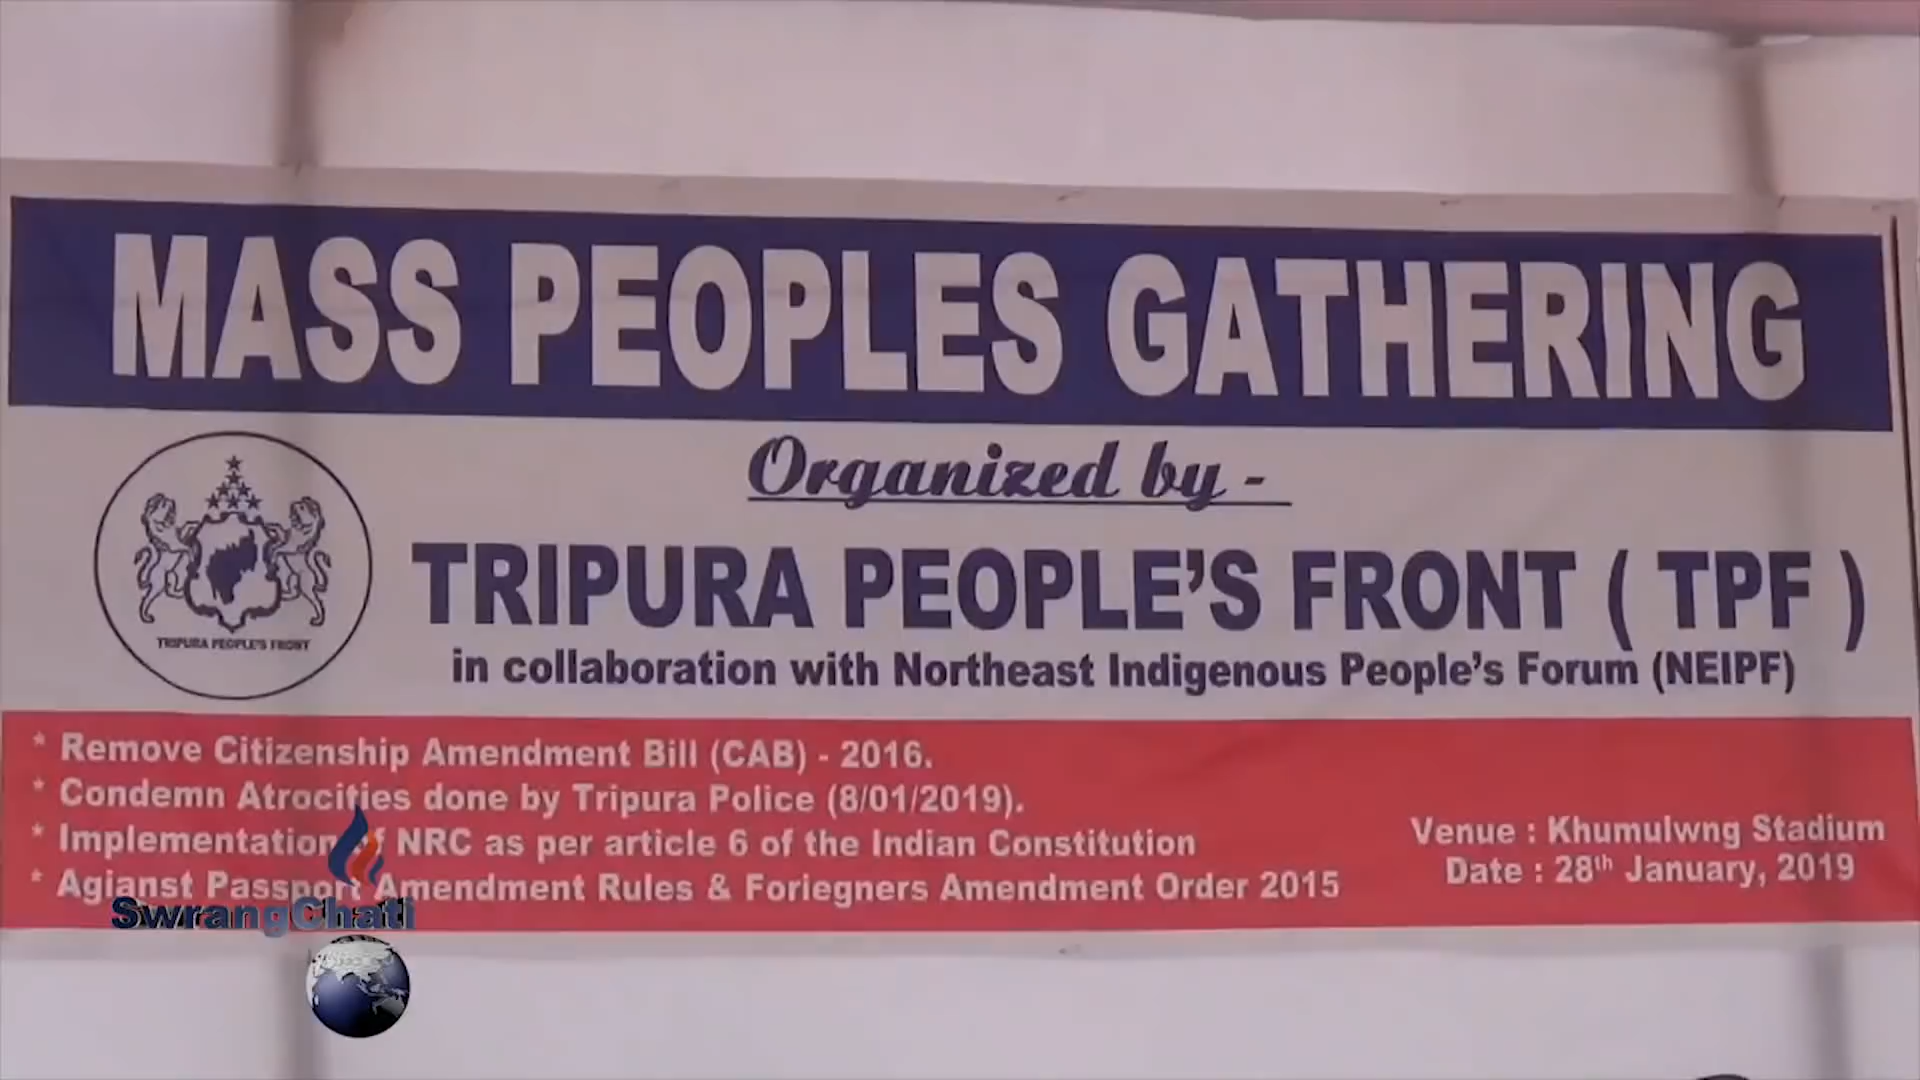 MASS PEOPLES GATHERING
Organized by -
TRIPURA PEOPLE'S FRONT ( TPF )
in collaboration with Northeast Indigenous People's Forum (NEIPF)
TRIPURA PEOPLE'S FRONT
* Remove Citizenship Amendment Bill (CAB) - 2016.
* Condemn Atrocities done by Tripura Police (8/01/2019).
* Implementation of NRC as per article 6 of the Indian Constitution
* Agianst Passport Amendment Rules & Foriegners Amendment Order 2015
Venue : Khumulwng Stadium
Date : 28th January, 2019
SwrangChati